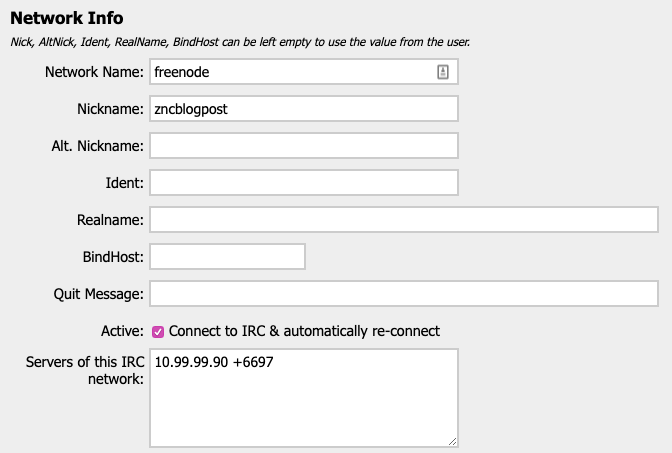 Network Info
Nick, AltNick, Ident, RealName, BindHost can be left empty to use the value from the user.
Network Name: freenode
Nickname: zncblogpost
Alt. Nickname:
Ident:
Realname:
BindHost:
Quit Message:
Active: Connect to IRC & automatically re-connect
Servers of this IRC 10.99.99.90 +6697
network: